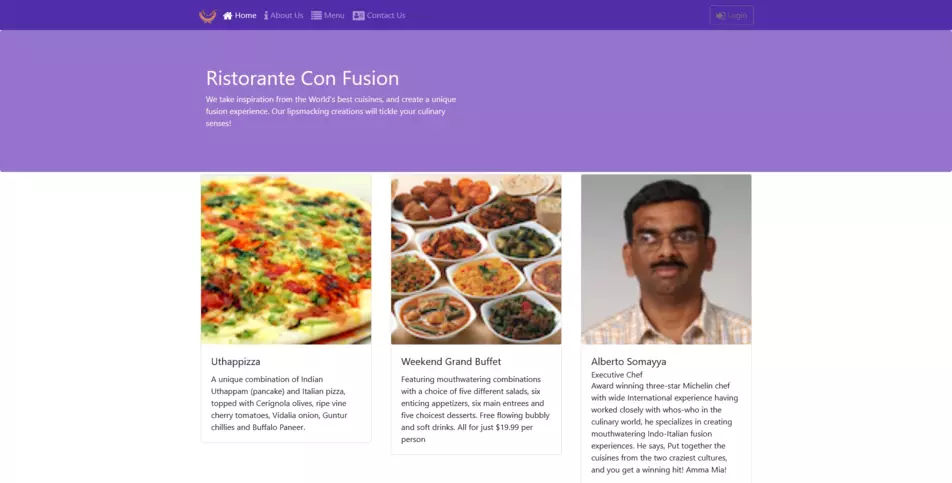 Home About Us Menu Contact Us Login
Ristorante Con Fusion
We take inspiration from the World's best cuisines, and create a unique
fusion experience. Our lipsmacking creations will tickle your culinary
senses!
Uthappizza
A unique combination of Indian
Uthappam (pancake) and Italian pizza,
topped with Cerignola olives, ripe vine
cherry tomatoes, Vidalia onion, Guntur
chillies and Buffalo Paneer.
Weekend Grand Buffet
Featuring mouthwatering combinations
with a choice of five different salads, six
enticing appetizers, six main entrees and
five choicest desserts. Free flowing bubbly
and soft drinks. All for just $19.99 per
person
Alberto Somayya
Executive Chef
Award winning three-star Michelin chef
with wide International experience having
worked closely with whos-who in the
culinary world, he specializes in creating
mouthwatering Indo-Italian fusion
experiences. He says, Put together the
cuisines from the two craziest cultures,
and you get a winning hit! Amma Mia!